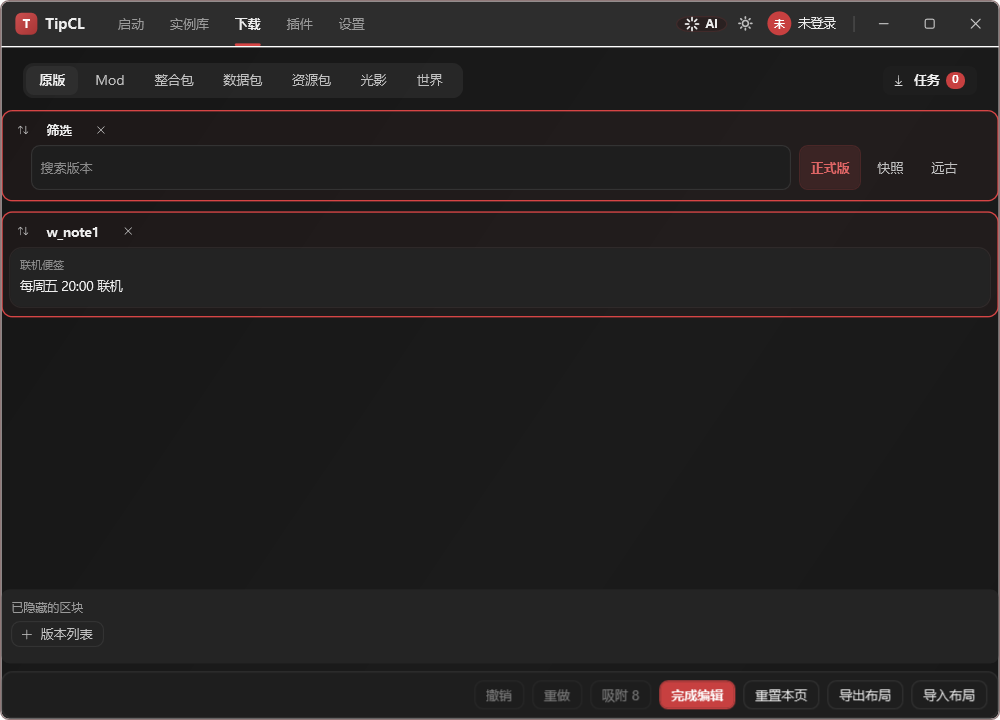 T TipCL 启动 实例库 下载 插件 设置 AI 未 未登录
原版 Mod 整合包 数据包 资源包 光影 世界 任务 0
筛选
搜索版本 正式版 快照 远古
w_note1
联机便签
每周五 20:00 联机
已隐藏的区块
版本列表
撤销 重做 吸附 8 完成编辑 重置本页 导出布局 导入布局